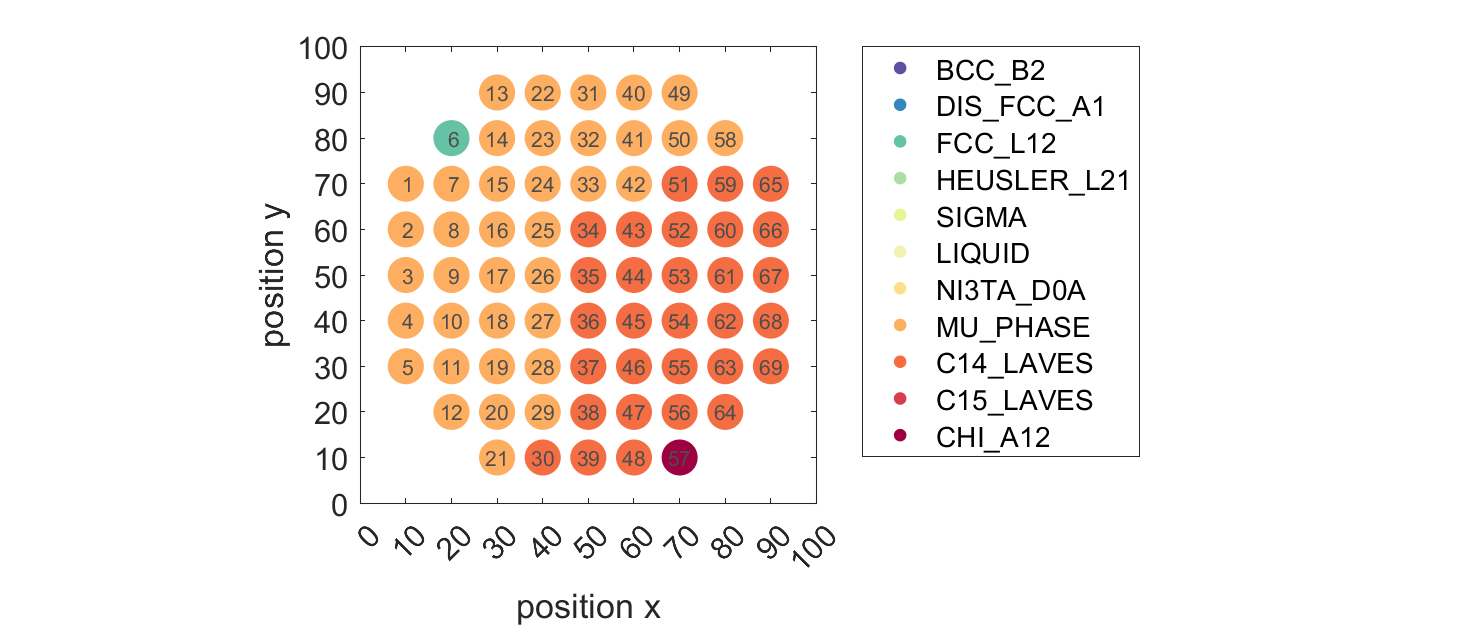 100
90
80
70
60
50
40
30
20
10
0
position y
13 22 31 40 49
6 14 23 32 41 50 58
1 7 15 24 33 42 51 59 65
2 8 16 25 34 43 52 60 66
3 9 17 26 35 44 53 61 67
4 10 18 27 36 45 54 62 68
5 11 19 28 37 46 55 63 69
12 20 29 38 47 56 64
21 30 39 48 57
0 10 20 30 40 50 60 70 80 90 100
position x
BCC_B2
DIS_FCC_A1
FCC_L12
HEUSLER_L21
SIGMA
LIQUID
NI3TA_D0A
MU_PHASE
C14_LAVES
C15_LAVES
CHI_A12